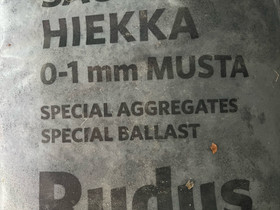 HIEKKA
0-1 mm MUSTA
SPECIAL AGGREGATES
SPECIAL BALLAST
Rudus